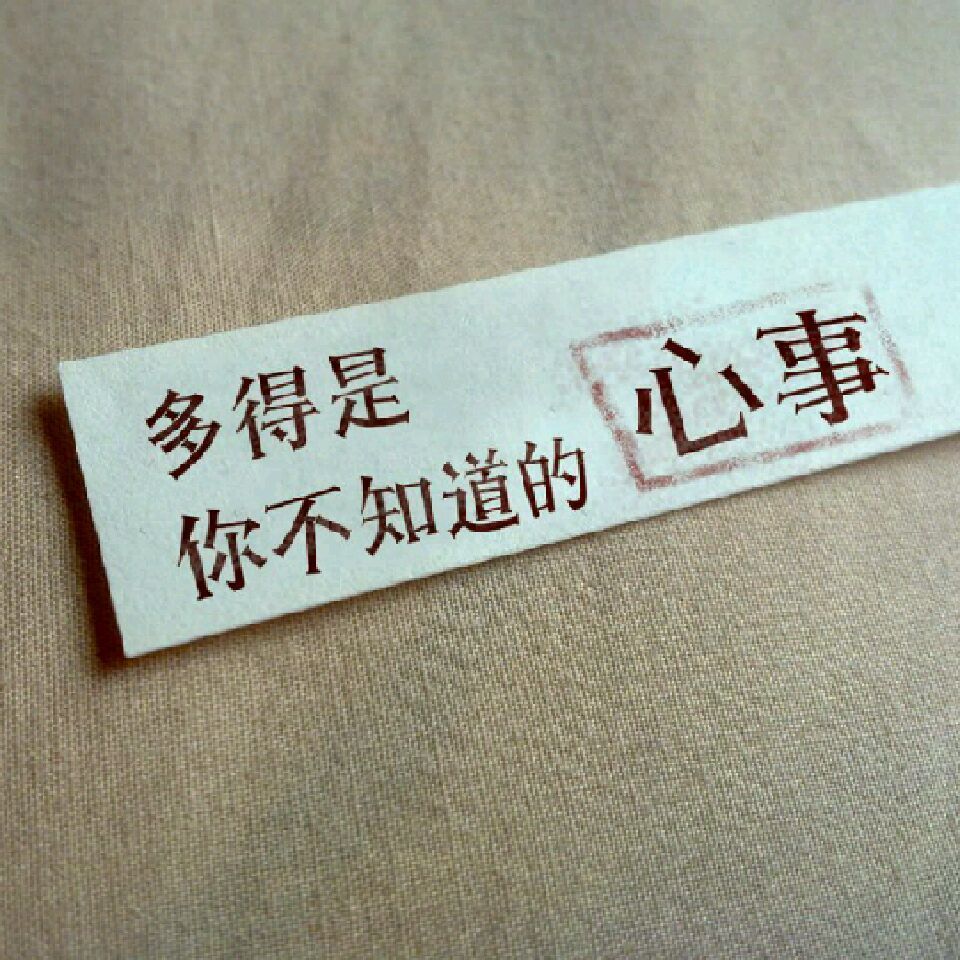 多得是
你不知道的
心事